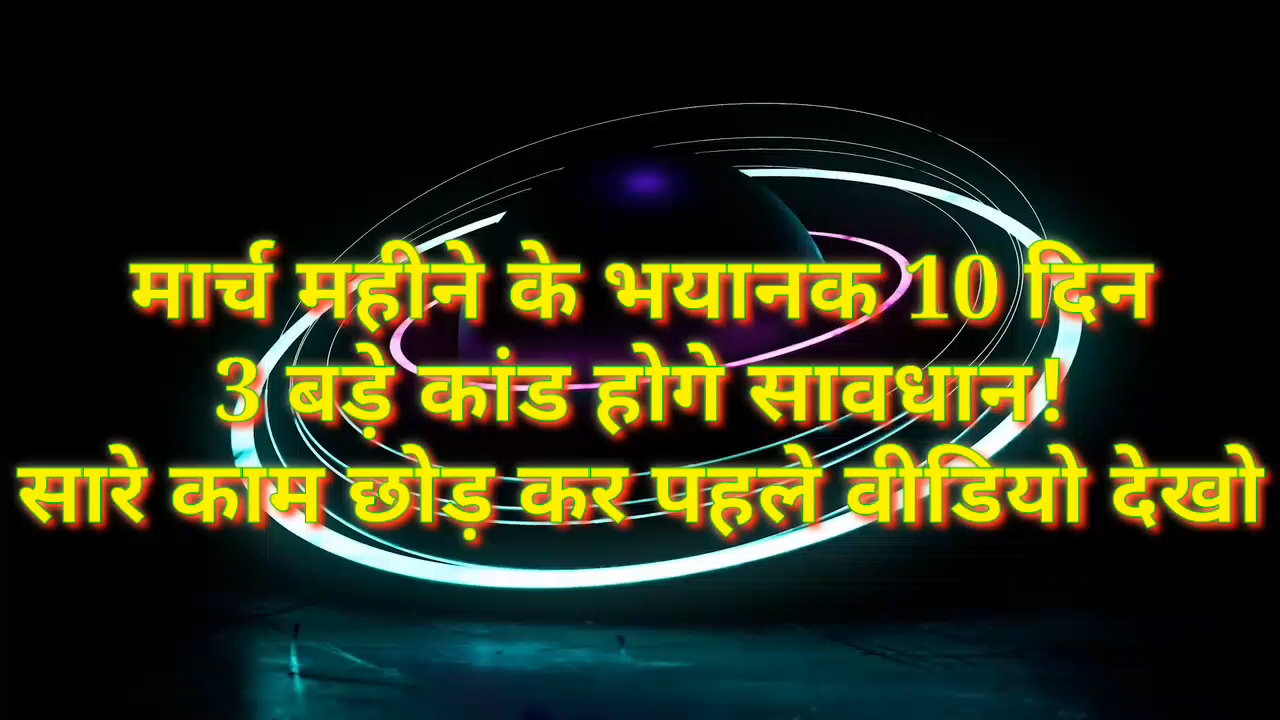 मार्च महीने के भयानक 10 दिन
3 बड़े कांड होगे सावधान!
सारे काम छोड़ कर पहले वीडियो देखो